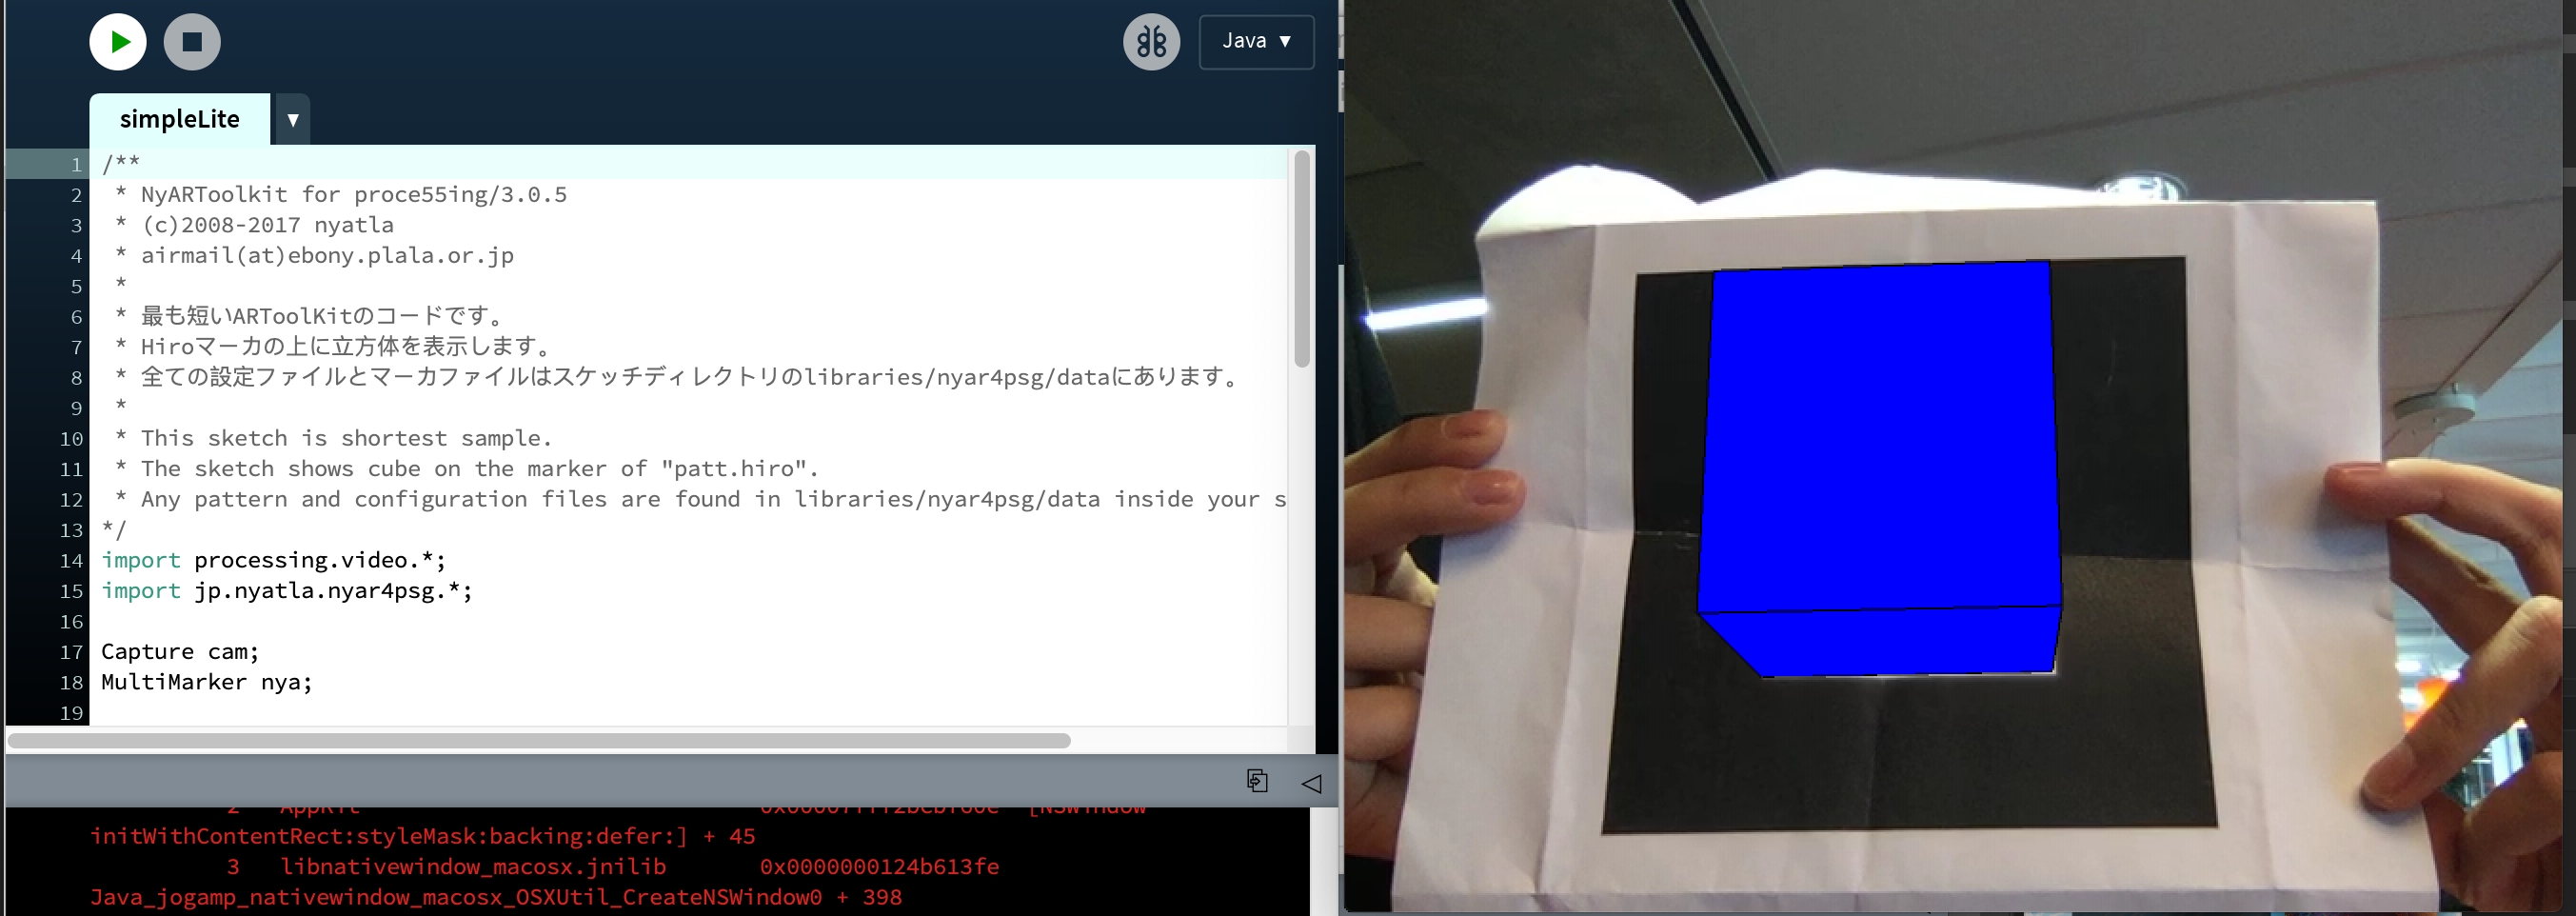 Java ▼
simpleLite
▼
1 /**
2  * NyARToolkit for proce55ing/3.0.5
3  * (c)2008-2017 nyatla
4  * airmail(at)ebony.plala.or.jp
5  *
6  * 最も短いARToolKitのコードです。
7  * Hiroマーカの上に立方体を表示します。
8  * 全ての設定ファイルとマーカファイルはスケッチディレクトリのlibraries/nyar4psg/dataにあります。
9  *
10  * This sketch is shortest sample.
11  * The sketch shows cube on the marker of "patt.hiro".
12  * Any pattern and configuration files are found in libraries/nyar4psg/data inside your s
13 */
14 import processing.video.*;
15 import jp.nyatla.nyar4psg.*;
16
17 Capture cam;
18 MultiMarker nya;
19
2 AppKit [NSWindow
initWithContentRect:styleMask:backing:defer:] + 45
3 libnativewindow_macosx.jnilib 0x0000000124b613fe
Java_jogamp_nativewindow_macosx_OSXUtil_CreateNSWindow0 + 398